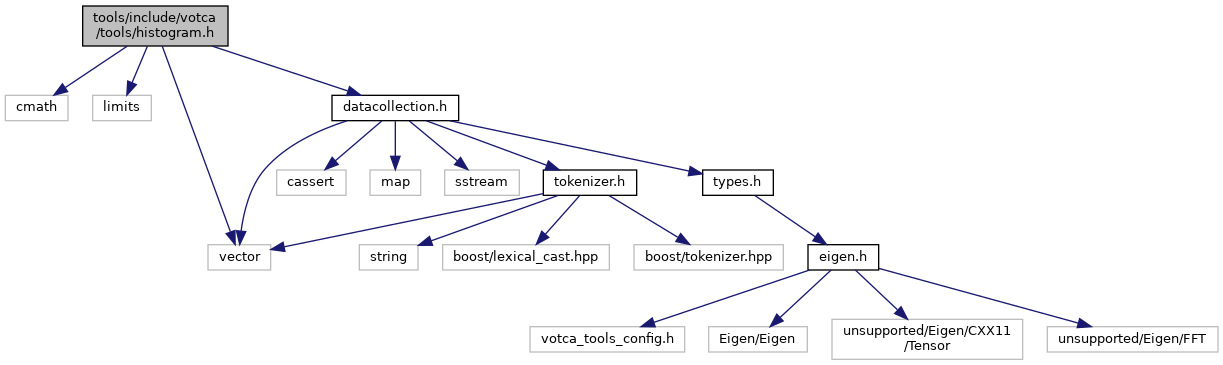 tools/include/votca
/tools/histogram.h
cmath
limits
datacollection.h
cassert
map
sstream
tokenizer.h
types.h
vector
string
boost/lexical_cast.hpp
boost/tokenizer.hpp
eigen.h
votca_tools_config.h
Eigen/Eigen
unsupported/Eigen/CXX11
/Tensor
unsupported/Eigen/FFT